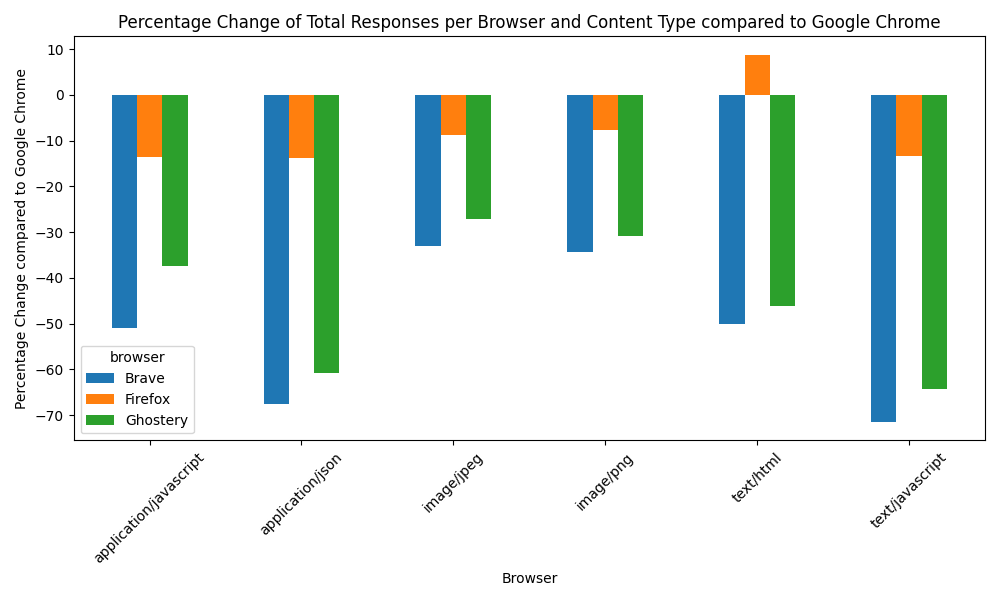 Percentage Change of Total Responses per Browser and Content Type compared to Google Chrome
Percentage Change compared to Google Chrome
10
0
−10
−20
−30
−40
−50
−60
−70
browser
Brave
Firefox
Ghostery
application/javascript
application/json
image/jpeg
image/png
text/html
text/javascript
Browser